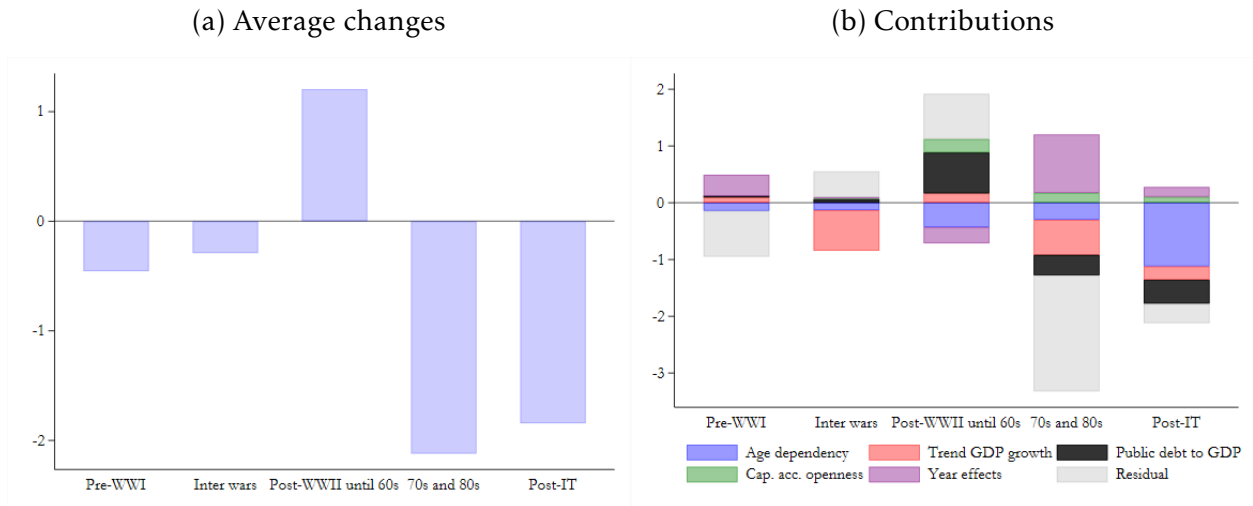 (a) Average changes
1
0
-1
-2
Pre-WWI Inter wars Post-WWII until 60s 70s and 80s Post-IT
(b) Contributions
2
1
0
-1
-2
-3
Pre-WWI Inter wars Post-WWII until 60s 70s and 80s Post-IT
Age dependency Trend GDP growth Public debt to GDP
Cap. acc. openness Year effects Residual